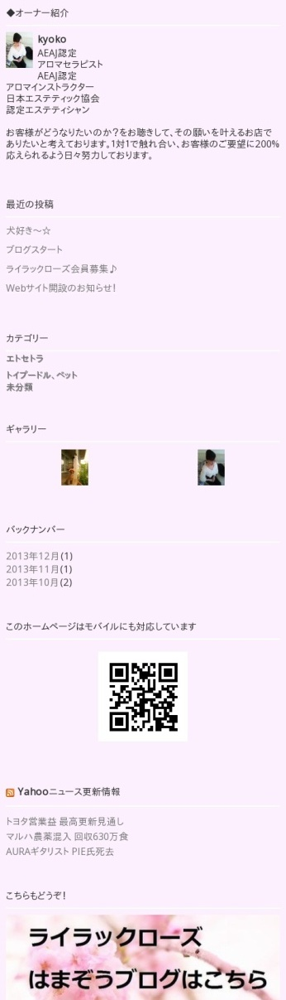 ◆オーナー紹介
kyoko
AEAJ認定
アロマセラピスト
AEAJ認定
アロマインストラクター
日本エステティック協会
認定エステティシャン
お客様がどうなりたいのか？をお聴きして、その願いを叶えるお店で
ありたいと考えております。1対1で触れ合い、お客様のご要望に200%
応えられるよう日々努力しております。
最近の投稿
犬好き～☆
ブログスタート
ライラックローズ会員募集♪
Webサイト開設のお知らせ！
カテゴリー
エトセトラ
トイプードル、ペット
未分類
ギャラリー
バックナンバー
2013年12月(1)
2013年11月(1)
2013年10月(2)
このホームページはモバイルにも対応しています
Yahooニュース更新情報
トヨタ営業益 最高更新見通し
マルハ農薬混入 回収630万食
AURAギタリスト PIE氏死去
こちらもどうぞ！
ライラックローズ
はまぞうブログはこちら